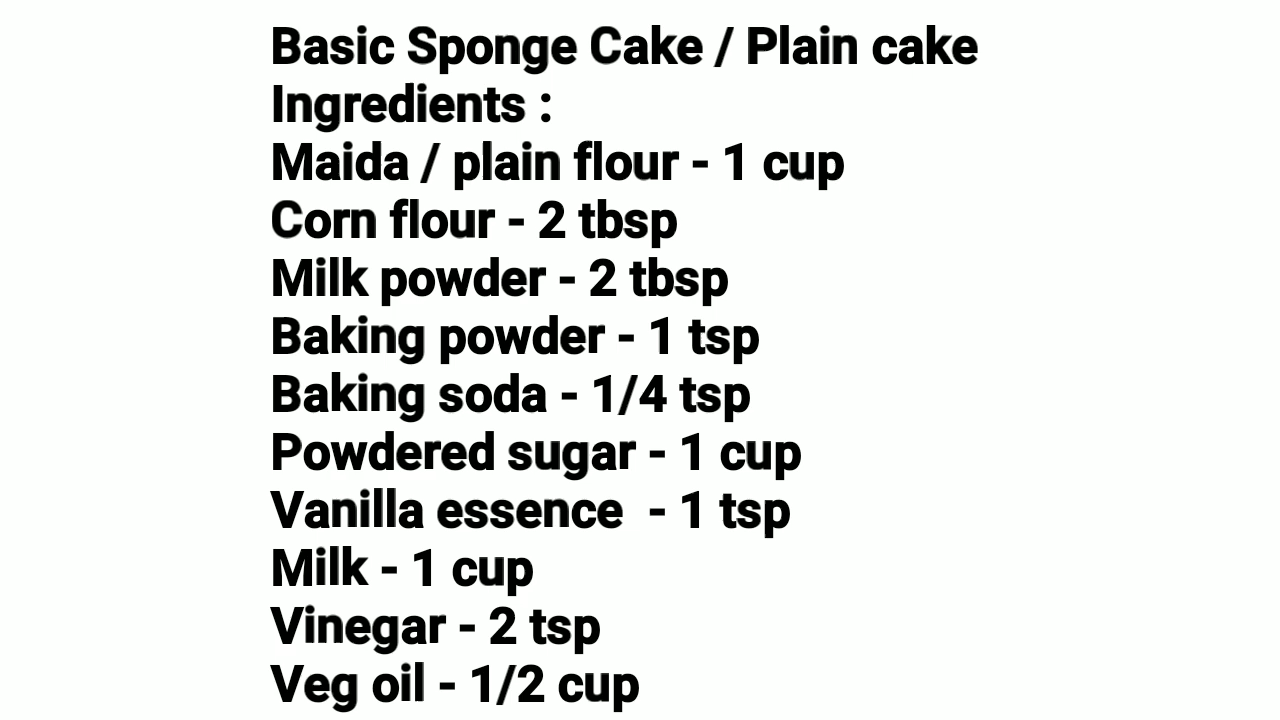 Basic Sponge Cake / Plain cake
Ingredients :
Maida / plain flour - 1 cup
Corn flour - 2 tbsp
Milk powder - 2 tbsp
Baking powder - 1 tsp
Baking soda - 1/4 tsp
Powdered sugar - 1 cup
Vanilla essence  - 1 tsp
Milk - 1 cup
Vinegar - 2 tsp
Veg oil - 1/2 cup